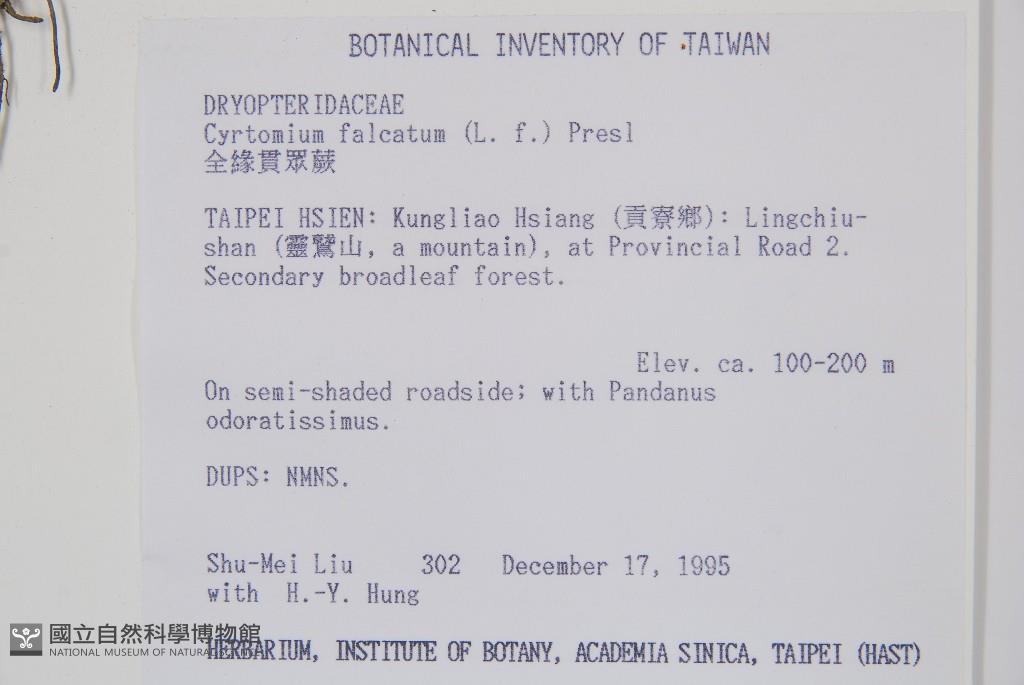 BOTANICAL INVENTORY OF TAIWAN
DRYOPTERIDACEAE
Cyrtomium falcatum (L. f.) Presl
全緣貫眾蕨
TAIPEI HSIEN: Kungliao Hsiang (貢寮鄉): Lingchiu-
shan (靈鷲山, a mountain), at Provincial Road 2.
Secondary broadleaf forest.
Elev. ca. 100-200 m
On semi-shaded roadside; with Pandanus
odoratissimus.
DUPS: NMNS.
Shu-Mei Liu 302 December 17, 1995
with H.-Y. Hung
HERBARIUM, INSTITUTE OF BOTANY, ACADEMIA SINICA, TAIPEI (HAST)
國立自然科學博物館
NATIONAL MUSEUM OF NATURAL